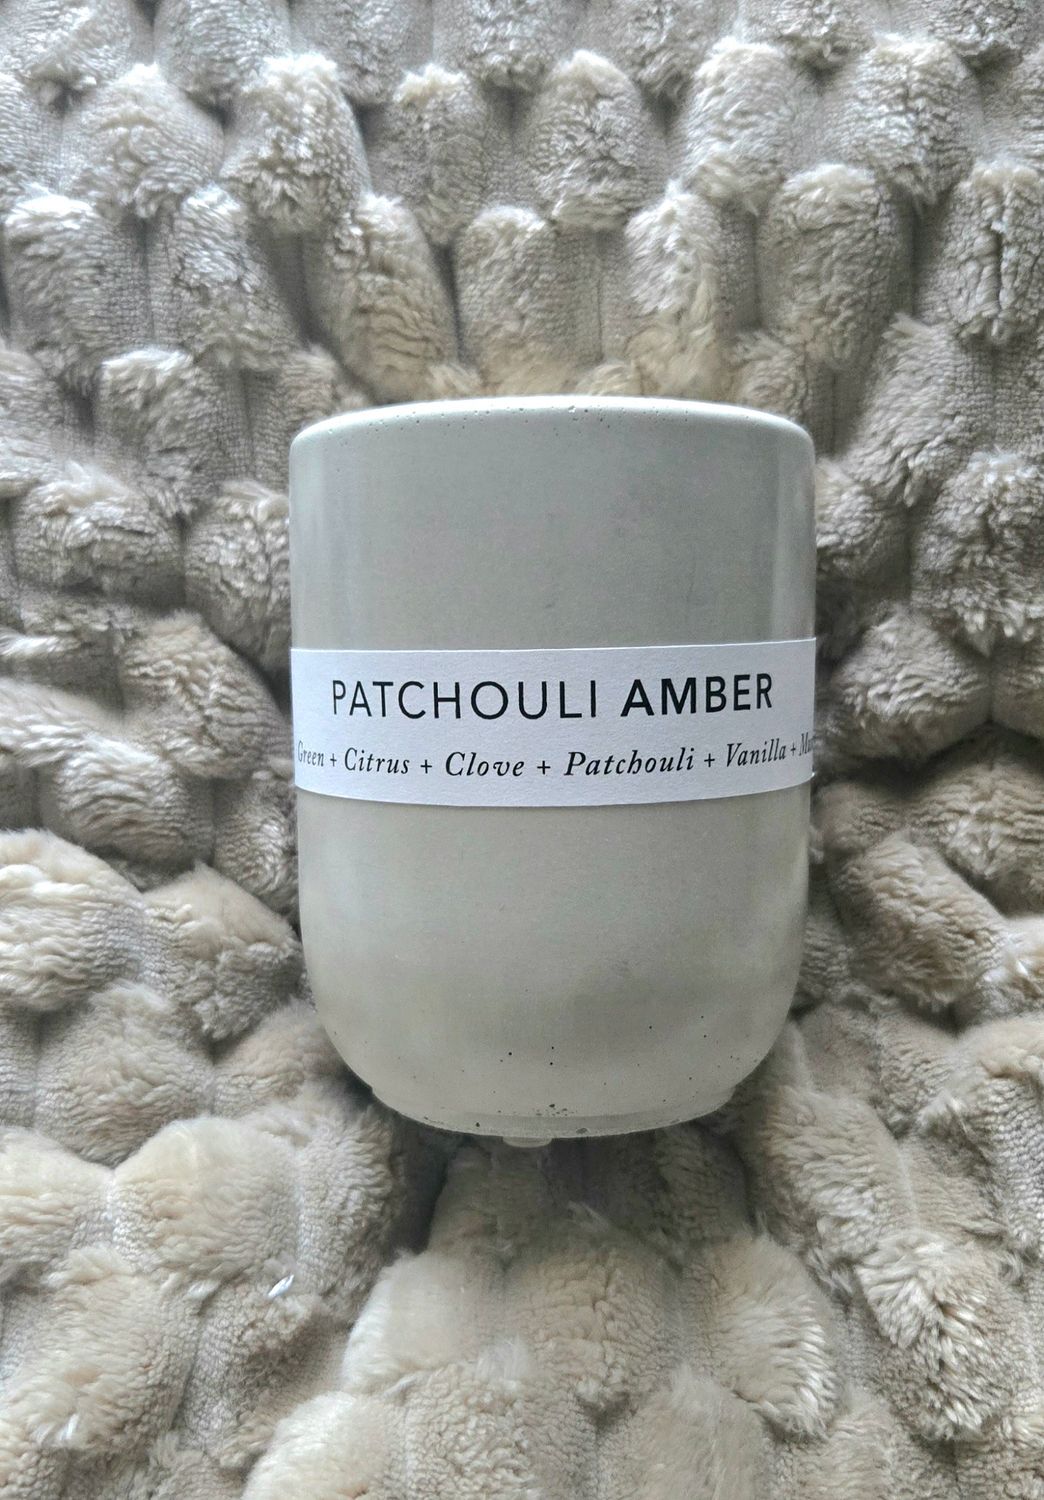 PATCHOULI AMBER
Green + Citrus + Clove + Patchouli + Vanilla +